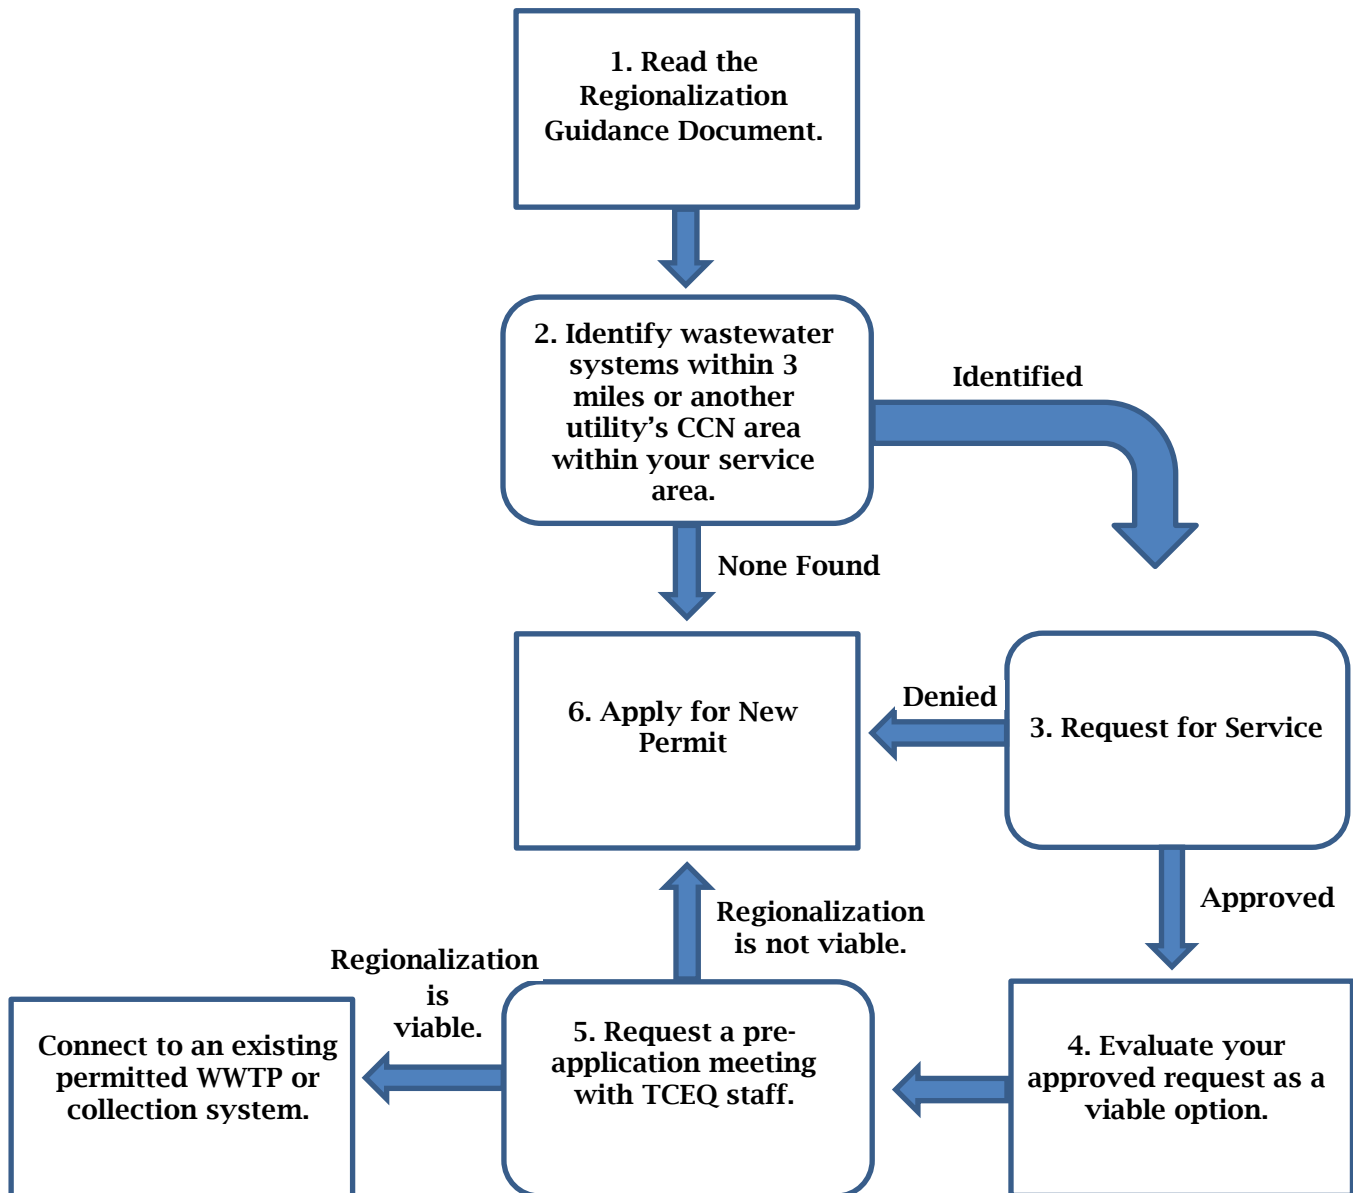 1. Read the
Regionalization
Guidance Document.
2. Identify wastewater
systems within 3
miles or another
utility’s CCN area
within your service
area.
Identified
None Found
6. Apply for New
Permit
Denied
3. Request for Service
Approved
Regionalization
is not viable.
Regionalization
is
viable.
Connect to an existing
permitted WWTP or
collection system.
5. Request a pre-
application meeting
with TCEQ staff.
4. Evaluate your
approved request as a
viable option.